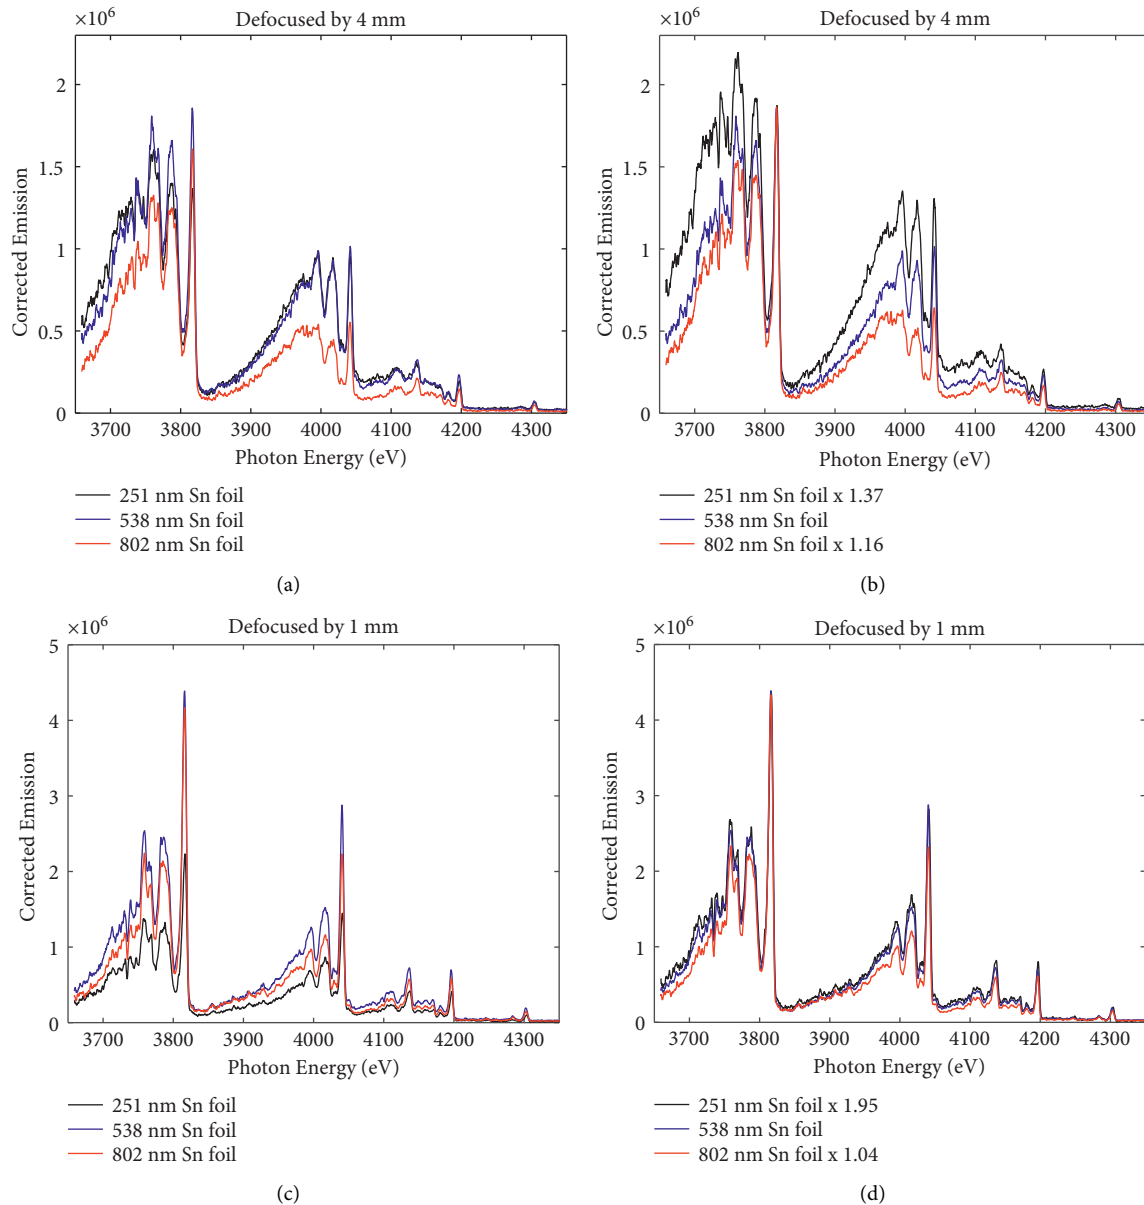 ×10⁶ Defocused by 4 mm
Corrected Emission
2
1.5
1
0.5
0
3700 3800 3900 4000 4100 4200 4300
Photon Energy (eV)
251 nm Sn foil
538 nm Sn foil
802 nm Sn foil
(a)
×10⁶ Defocused by 4 mm
Corrected Emission
2
1.5
1
0.5
0
3700 3800 3900 4000 4100 4200 4300
Photon Energy (eV)
251 nm Sn foil x 1.37
538 nm Sn foil
802 nm Sn foil x 1.16
(b)
×10⁶ Defocused by 1 mm
Corrected Emission
5
4
3
2
1
0
3700 3800 3900 4000 4100 4200 4300
Photon Energy (eV)
251 nm Sn foil
538 nm Sn foil
802 nm Sn foil
(c)
×10⁶ Defocused by 1 mm
Corrected Emission
5
4
3
2
1
0
3700 3800 3900 4000 4100 4200 4300
Photon Energy (eV)
251 nm Sn foil x 1.95
538 nm Sn foil
802 nm Sn foil x 1.04
(d)